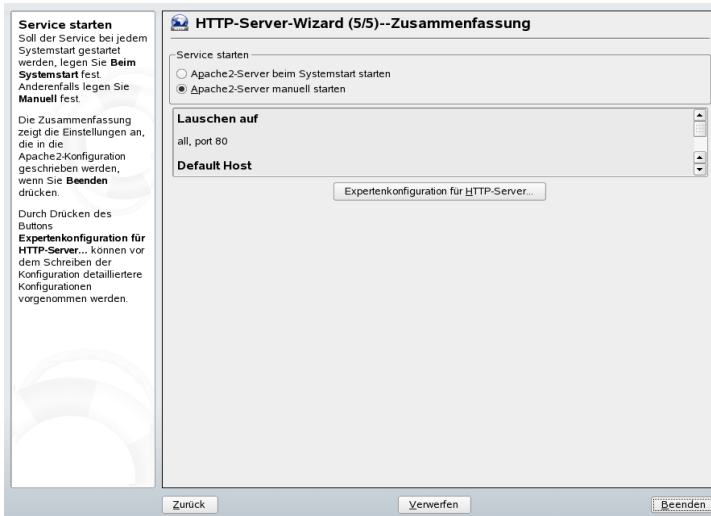 Service starten
Soll der Service bei jedem
Systemstart gestartet
werden, legen Sie Beim
Systemstart fest.
Anderenfalls legen Sie
Manuell fest.
Die Zusammenfassung
zeigt die Einstellungen an,
die in die
Apache2-Konfiguration
geschrieben werden,
wenn Sie Beenden
drücken.
Durch Drücken des
Buttons
Expertenkonfiguration für
HTTP-Server... können vor
dem Schreiben der
Konfiguration detailliertere
Konfigurationen
vorgenommen werden.
HTTP-Server-Wizard (5/5)--Zusammenfassung
Service starten
Apache2-Server beim Systemstart starten
Apache2-Server manuell starten
Lauschen auf
all, port 80
Default Host
Expertenkonfiguration für HTTP-Server...
Zurück
Verwerfen
Beenden